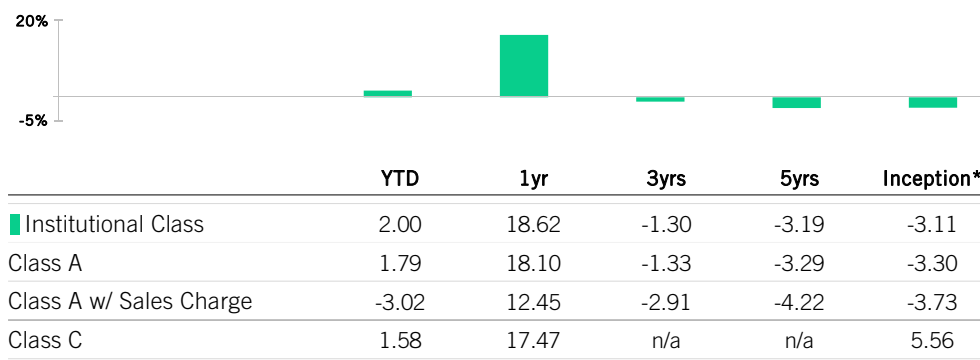 20%
-5%
YTD 1yr 3yrs 5yrs Inception*
Institutional Class 2.00 18.62 -1.30 -3.19 -3.11
Class A 1.79 18.10 -1.33 -3.29 -3.30
Class A w/ Sales Charge -3.02 12.45 -2.91 -4.22 -3.73
Class C 1.58 17.47 n/a n/a 5.56